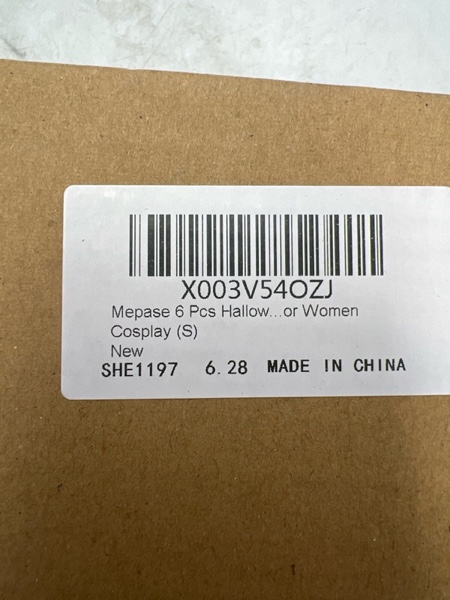 X003V54OZJ
Mepase 6 Pcs Hallow...or Women
Cosplay (S)
New
SHE1197 6.28 MADE IN CHINA